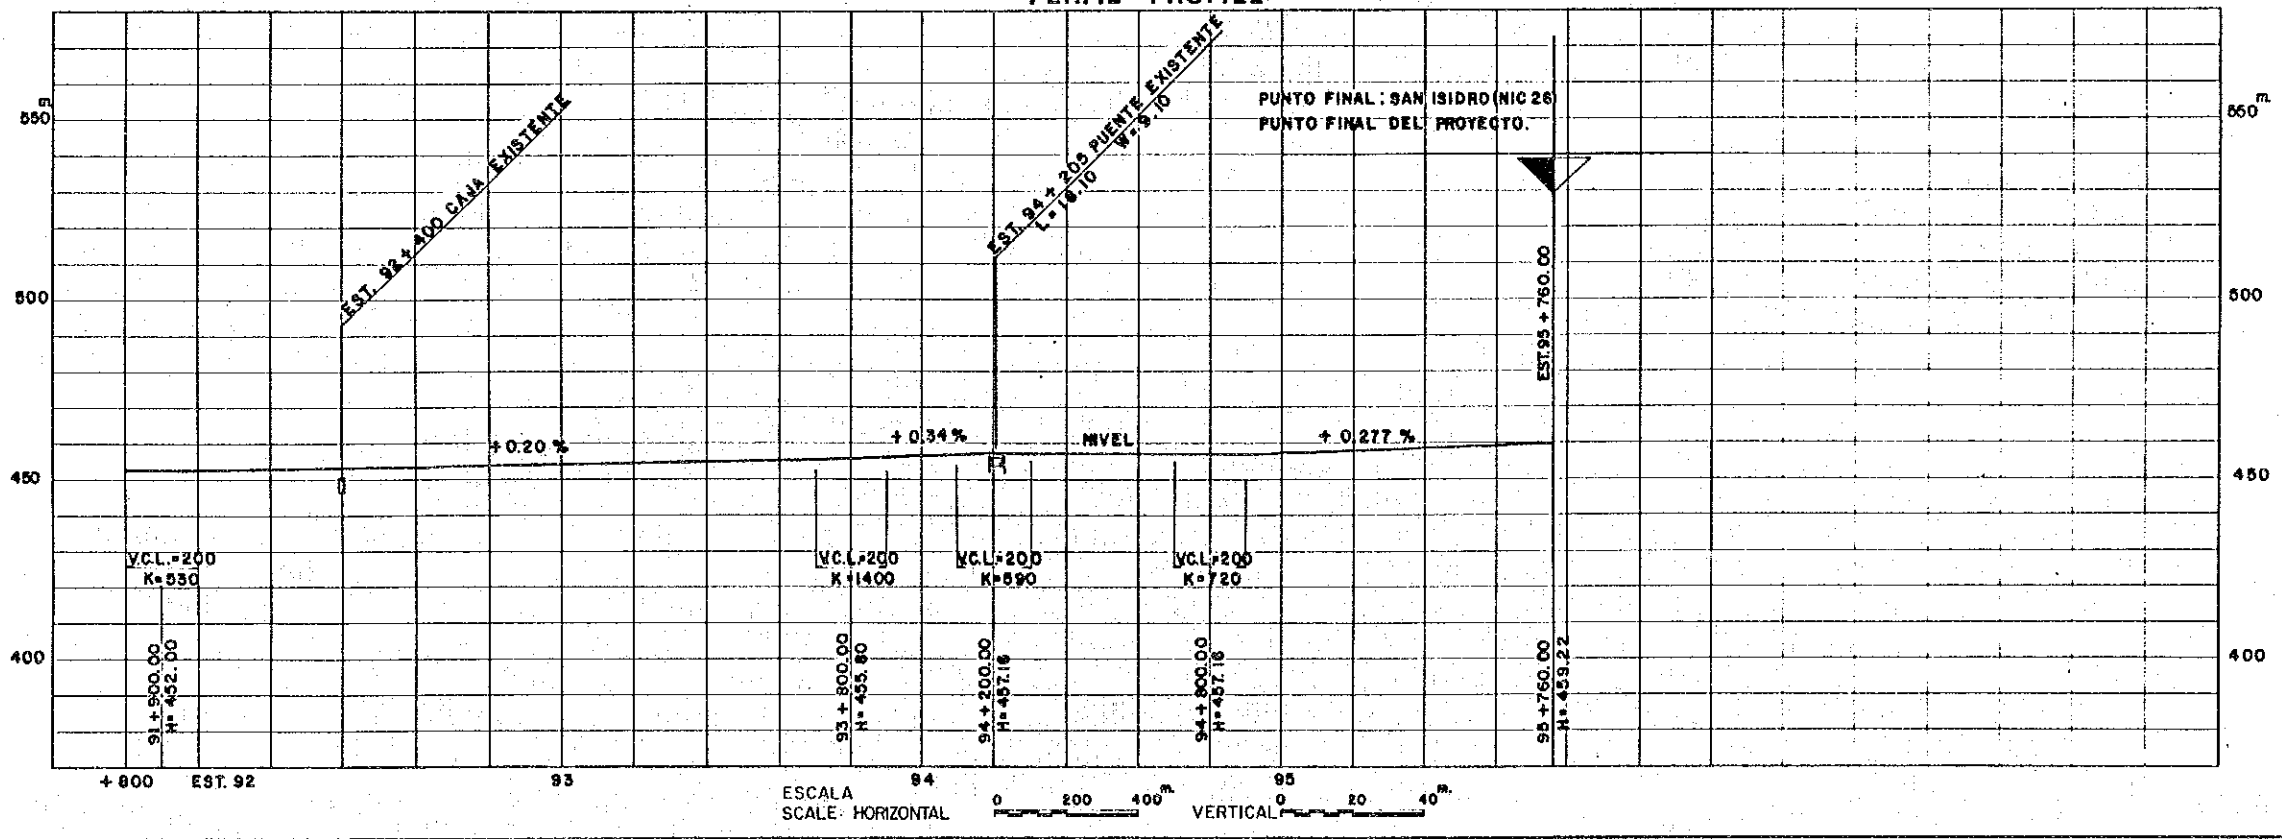 EST. 92 + 400 CAJA EXISTENTE
EST. 94 + 205 PUENTE EXISTENTE
W= 9.10
PUNTO FINAL: SAN ISIDRO (NIC 26)
PUNTO FINAL DEL PROYECTO.
550
550 m.
500
500
450
450
400
400
EST. 95 + 760.00
+ 0.20 %
+ 0.34 %
NIVEL
+ 0.277 %
V.C.L.=200
K=530
V.C.L=200
K=1400
V.C.L=200
K=590
V.C.L=200
K=720
91 + 900.00
H= 452.00
93 + 800.00
H= 455.80
94 + 200.00
H= 457.16
94 + 800.00
H= 457.16
95 + 760.00
H= 459.22
+ 800
EST. 92
93
94
95
ESCALA
SCALE: HORIZONTAL
0 200 400 m.
VERTICAL
0 20 40 m.